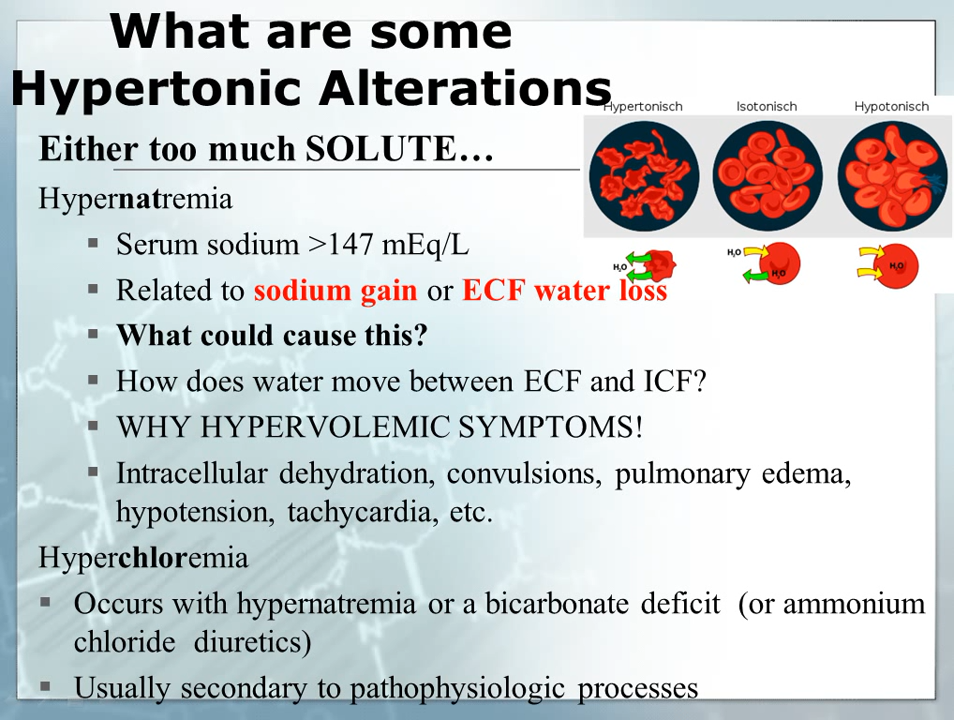 What are some
Hypertonic Alterations
Hypertonisch Isotonisch Hypotonisch
Either too much SOLUTE…
Hypernatremia
▪ Serum sodium >147 mEq/L
H₂O H₂O H₂O H₂O
▪ Related to sodium gain or ECF water loss
▪ What could cause this?
▪ How does water move between ECF and ICF?
▪ WHY HYPERVOLEMIC SYMPTOMS!
▪ Intracellular dehydration, convulsions, pulmonary edema,
hypotension, tachycardia, etc.
Hyperchloremia
▪ Occurs with hypernatremia or a bicarbonate deficit (or ammonium
chloride diuretics)
▪ Usually secondary to pathophysiologic processes